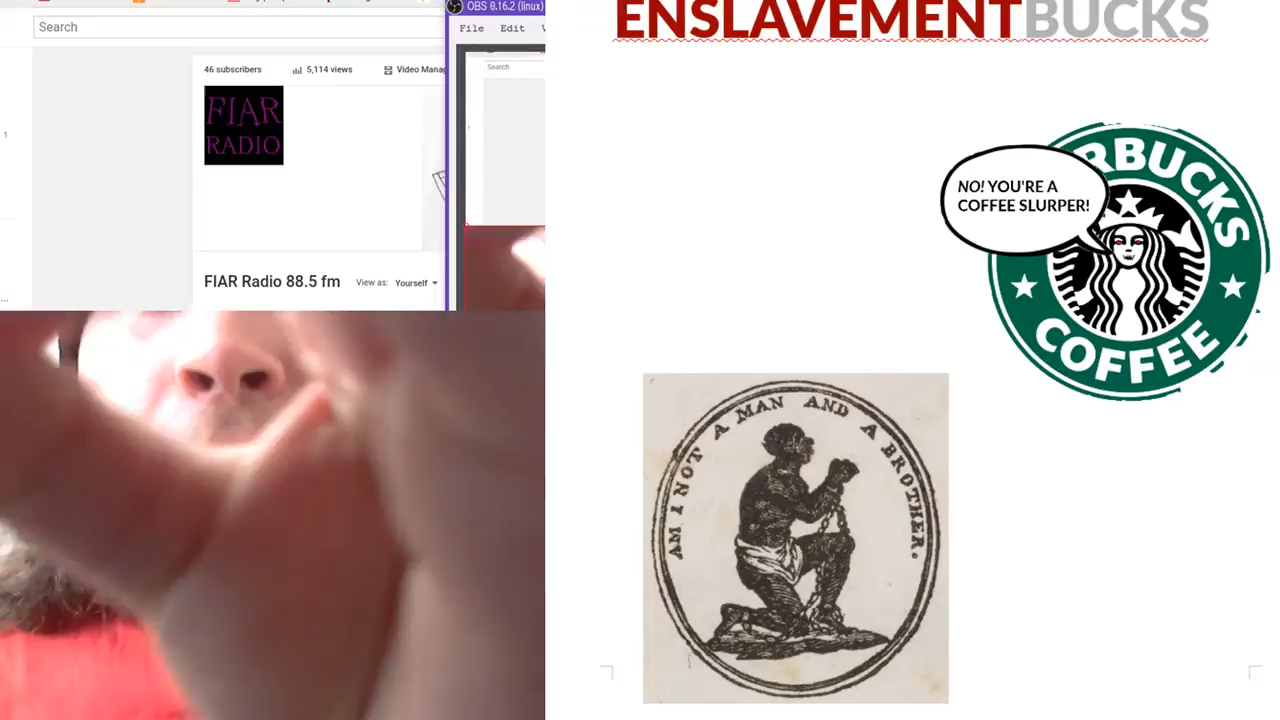 Search
46 subscribers
5,114 views
Video Manag
FIAR
RADIO
1
FIAR Radio 88.5 fm
View as:
Yourself
...
OBS 0.16.2 (linux)
File Edit V
Search
ENSLAVEMENTBUCKS
NO! YOU'RE A
COFFEE SLURPER!
RBUCKS
COFFEE
AM I NOT A MAN AND A BROTHER.